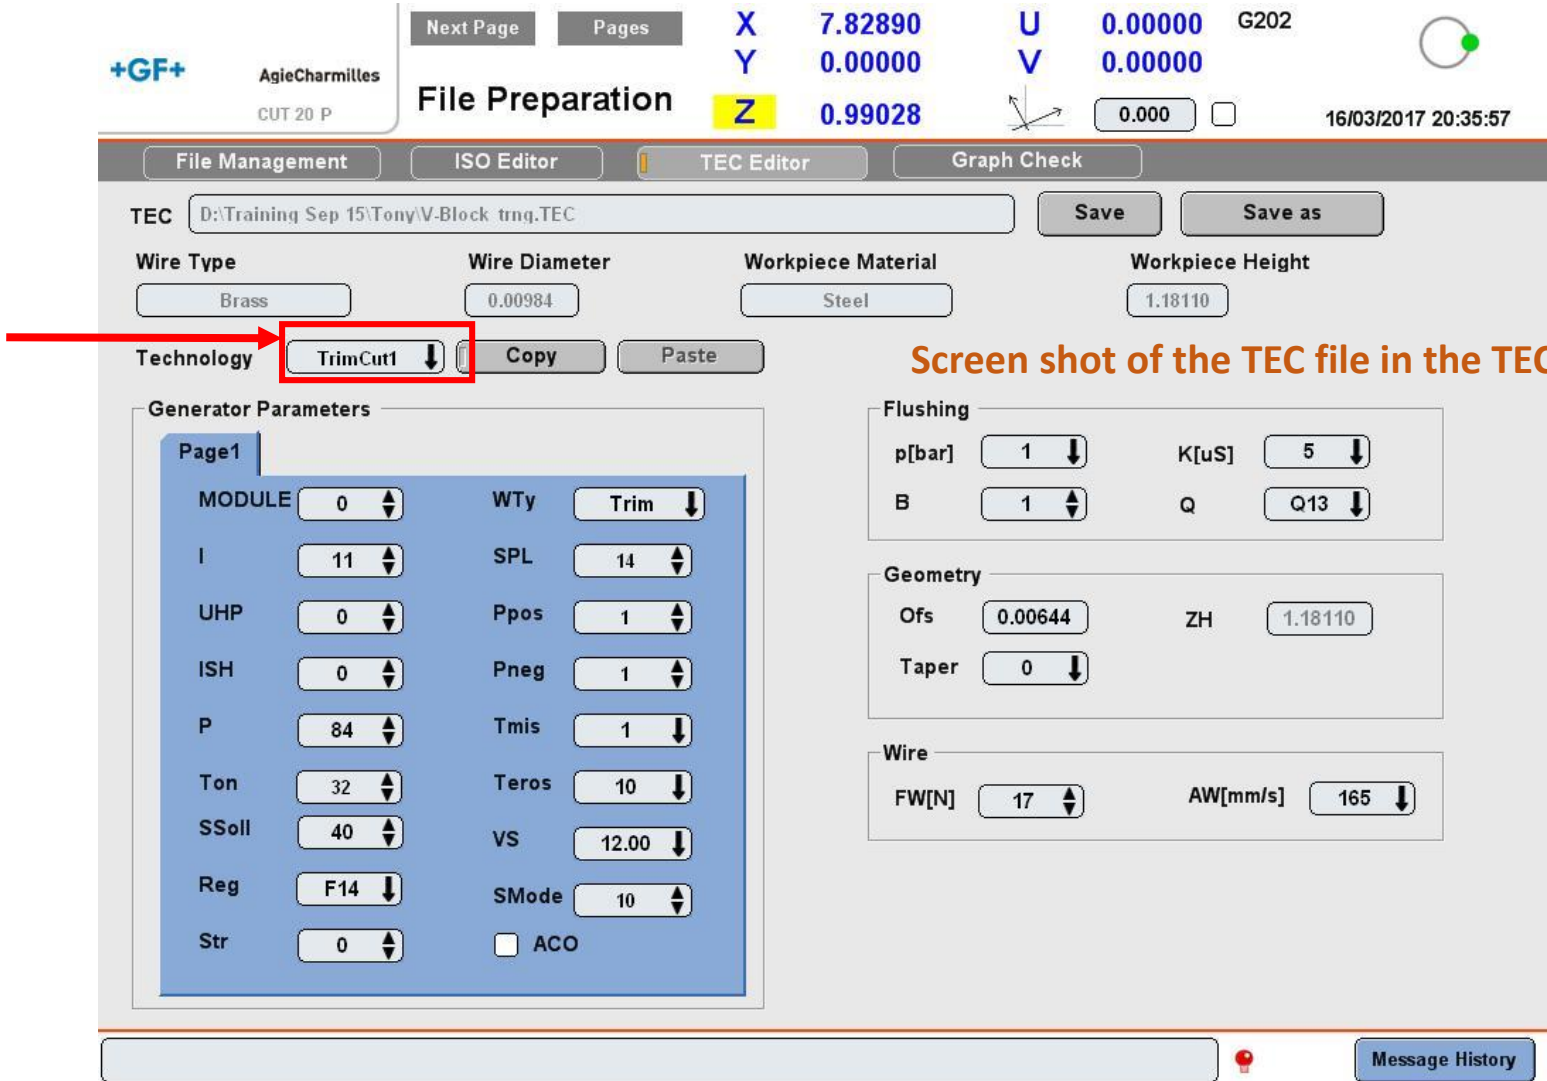 Next Page Pages X 7.82890 U 0.00000 G202
+GF+ AgieCharmilles Y 0.00000 V 0.00000
CUT 20 P File Preparation Z 0.99028 0.000 16/03/2017 20:35:57
File Management ISO Editor TEC Editor Graph Check
TEC D:\Training Sep 15\Tony\V-Block trng.TEC Save Save as
Wire Type Wire Diameter Workpiece Material Workpiece Height
Brass 0.00984 Steel 1.18110
Technology TrimCut1 Copy Paste
Screen shot of the TEC file in the TEC
Generator Parameters
Page1
MODULE 0 WTy Trim
I 11 SPL 14
UHP 0 Ppos 1
ISH 0 Pneg 1
P 84 Tmis 1
Ton 32 Teros 10
SSoll 40 VS 12.00
Reg F14 SMode 10
Str 0 ACO
Flushing
p[bar] 1 K[uS] 5
B 1 Q Q13
Geometry
Ofs 0.00644 ZH 1.18110
Taper 0
Wire
FW[N] 17 AW[mm/s] 165
Message History